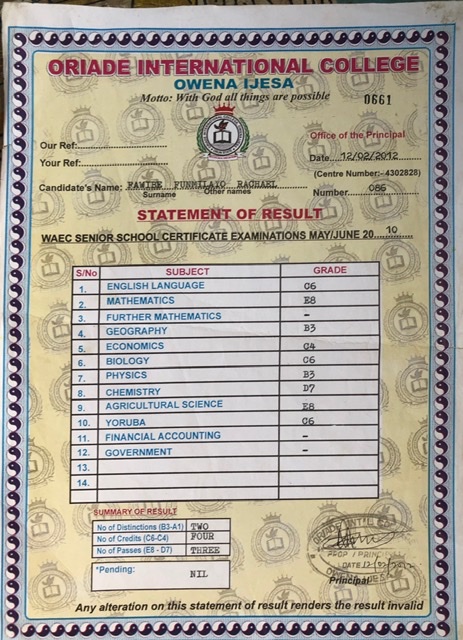 ORIADE INTERNATIONAL COLLEGE
OWENA IJESA
Motto: With God all things are possible
0661
Our Ref:
Office of the Principal
Your Ref:
Date 12/02/2012
(Centre Number:- 4302828)
Candidate's Name: FAWIBE FUNMILAYO RACHAEL
Surname Other names
Number 086
STATEMENT OF RESULT
WAEC SENIOR SCHOOL CERTIFICATE EXAMINATIONS MAY/JUNE 20 10
S/No SUBJECT GRADE
1. ENGLISH LANGUAGE C6
2. MATHEMATICS E8
3. FURTHER MATHEMATICS -
4. GEOGRAPHY B3
5. ECONOMICS C4
6. BIOLOGY C6
7. PHYSICS B3
8. CHEMISTRY D7
9. AGRICULTURAL SCIENCE E8
10. YORUBA C6
11. FINANCIAL ACCOUNTING -
12. GOVERNMENT -
13.
14.
SUMMARY OF RESULT
No of Distinctions (B3-A1) TWO
No of Credits (C6-C4) FOUR
No of Passes (E8 - D7) THREE
*Pending: NIL
DATE
Principal
Any alteration on this statement of result renders the result invalid